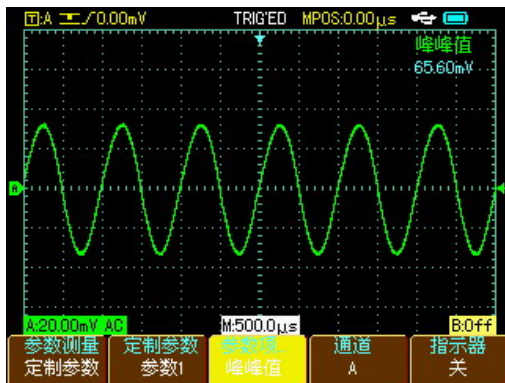 T:A /0.00mV TRIG'ED MPOS:0.00μs
峰峰值
65.60mV
A
A:20.00mV AC M:500.0μs B:Off
参数测量 定制参数 参数项.. 通道 指示器
定制参数 参数1 峰峰值 A 关